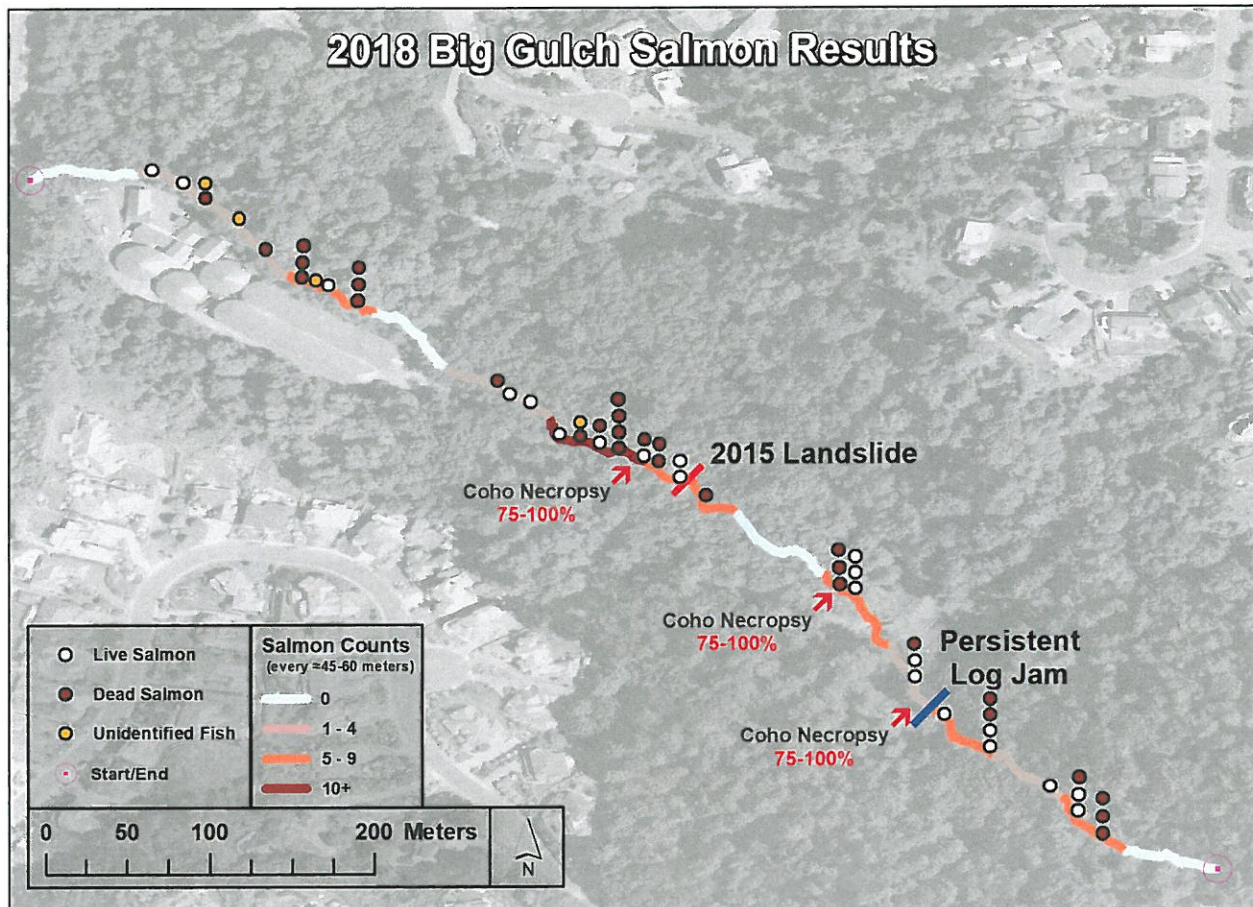 2018 Big Gulch Salmon Results
2015 Landslide
Coho Necropsy
75-100%
Coho Necropsy
75-100%
Persistent
Log Jam
Coho Necropsy
75-100%
Live Salmon
Dead Salmon
Unidentified Fish
Start/End
Salmon Counts
(every ≈45-60 meters)
0
1 - 4
5 - 9
10+
0 50 100 200 Meters
N